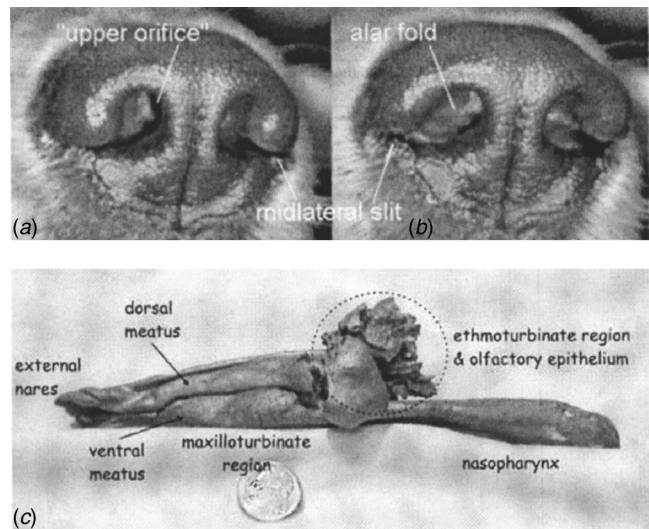 "upper orifice"
alar fold
midlateral slit
(a)
(b)
dorsal
meatus
external
nares
ethmoturbinate region
& olfactory epithelium
ventral
meatus
maxilloturbinate
region
nasopharynx
(c)